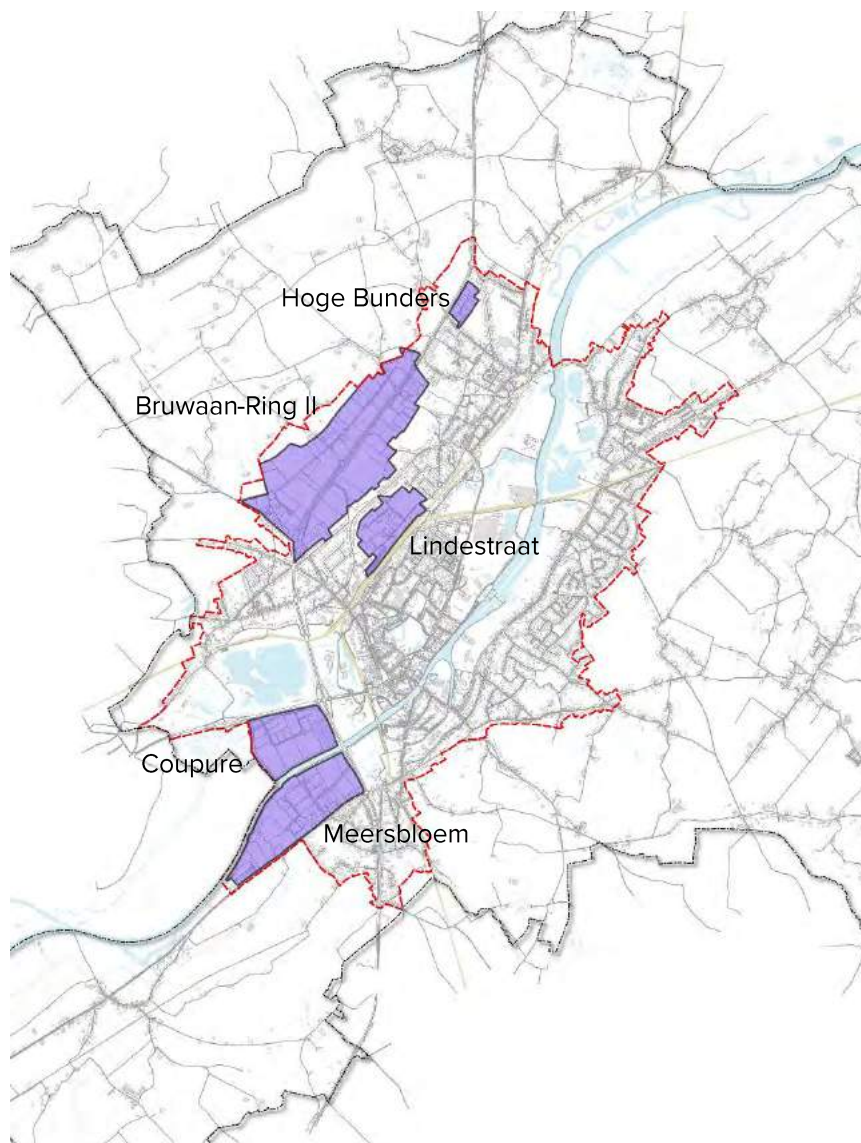 Hoge Bunders
Bruwaan-Ring II
Lindestraat
Coupure
Meersbloem